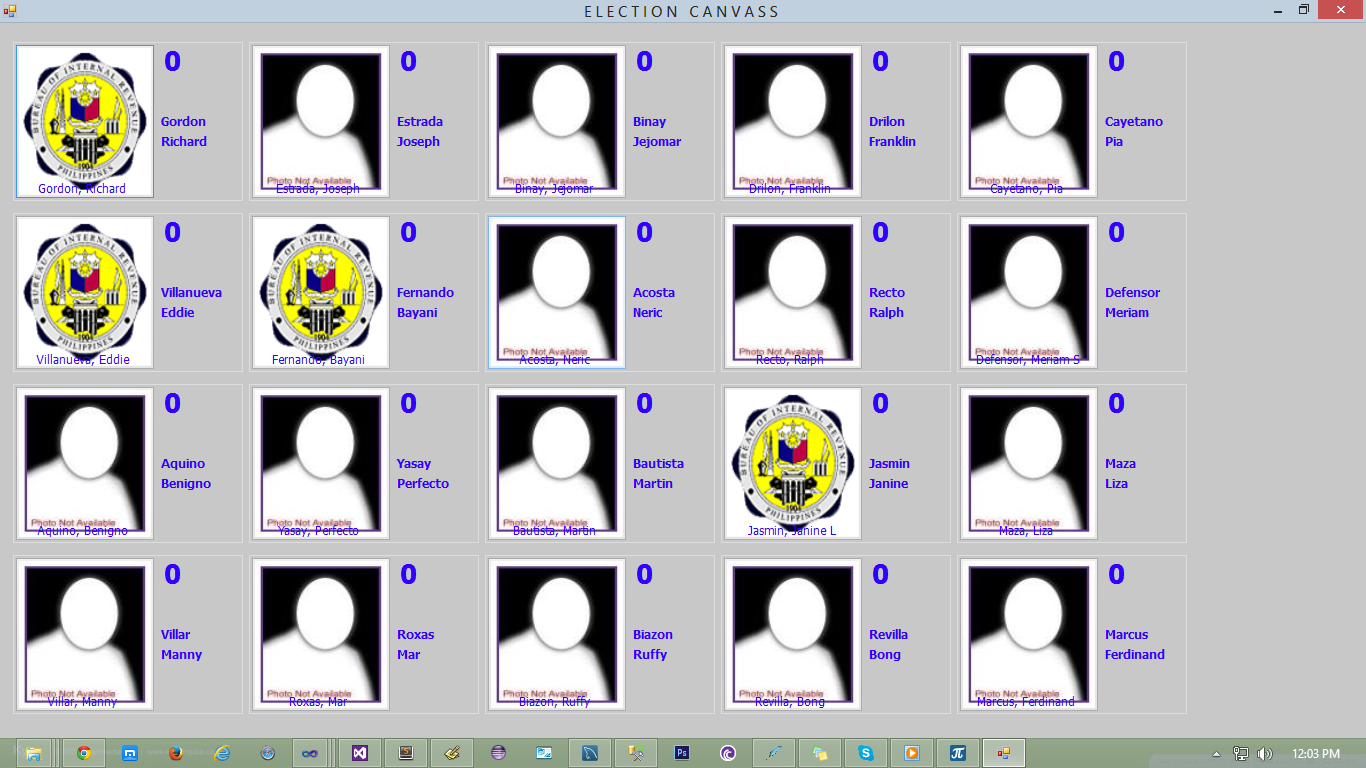 ELECTION CANVASS
BUREAU OF INTERNAL REVENUE
1904
PHILIPPINES
Gordon, Richard
0
Gordon
Richard
Photo Not Available
Estrada, Joseph
0
Estrada
Joseph
Photo Not Available
Binay, Jejomar
0
Binay
Jejomar
Photo Not Available
Drilon, Franklin
0
Drilon
Franklin
Photo Not Available
Cayetano, Pia
0
Cayetano
Pia
BUREAU OF INTERNAL REVENUE
1904
PHILIPPINES
Villanueva, Eddie
0
Villanueva
Eddie
BUREAU OF INTERNAL REVENUE
1904
PHILIPPINES
Fernando, Bayani
0
Fernando
Bayani
Photo Not Available
Acosta, Neric
0
Acosta
Neric
Photo Not Available
Recto, Ralph
0
Recto
Ralph
Photo Not Available
Defensor, Meriam S
0
Defensor
Meriam
Photo Not Available
Aquino, Benigno
0
Aquino
Benigno
Photo Not Available
Yasay, Perfecto
0
Yasay
Perfecto
Photo Not Available
Bautista, Martin
0
Bautista
Martin
BUREAU OF INTERNAL REVENUE
1904
PHILIPPINES
Jasmin, Janine L
0
Jasmin
Janine
Photo Not Available
Maza, Liza
0
Maza
Liza
Photo Not Available
Villar, Manny
0
Villar
Manny
Photo Not Available
Roxas, Mar
0
Roxas
Mar
Photo Not Available
Biazon, Ruffy
0
Biazon
Ruffy
Photo Not Available
Revilla, Bong
0
Revilla
Bong
Photo Not Available
Marcus, Ferdinand
0
Marcus
Ferdinand
Ps
12:03 PM